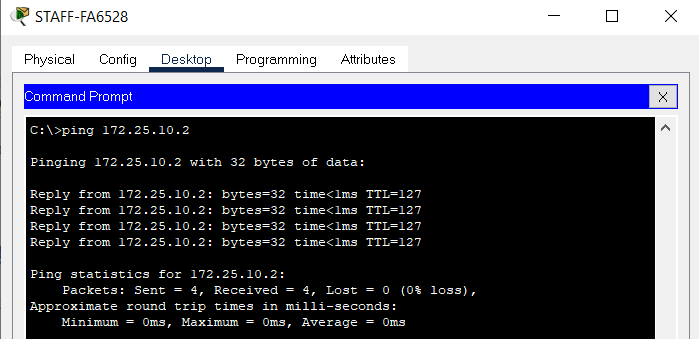 STAFF-FA6528
Physical Config Desktop Programming Attributes
Command Prompt X
C:\>ping 172.25.10.2
Pinging 172.25.10.2 with 32 bytes of data:
Reply from 172.25.10.2: bytes=32 time<1ms TTL=127
Reply from 172.25.10.2: bytes=32 time<1ms TTL=127
Reply from 172.25.10.2: bytes=32 time<1ms TTL=127
Reply from 172.25.10.2: bytes=32 time<1ms TTL=127
Ping statistics for 172.25.10.2:
Packets: Sent = 4, Received = 4, Lost = 0 (0% loss),
Approximate round trip times in milli-seconds:
Minimum = 0ms, Maximum = 0ms, Average = 0ms